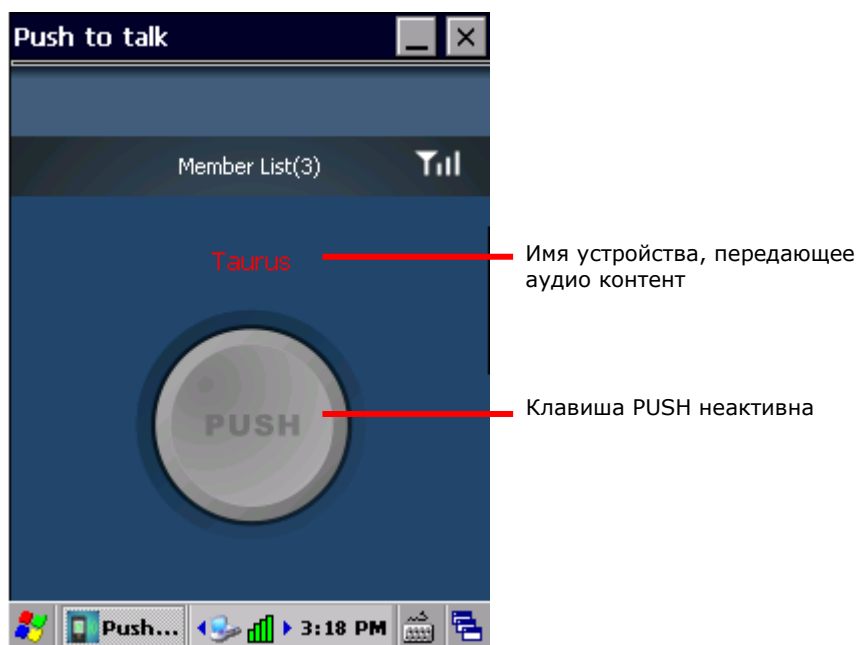 Push to talk
Member List(3)
Taurus
Имя устройства, передающее
аудио контент
PUSH
Клавиша PUSH неактивна
Push...
3:18 PM